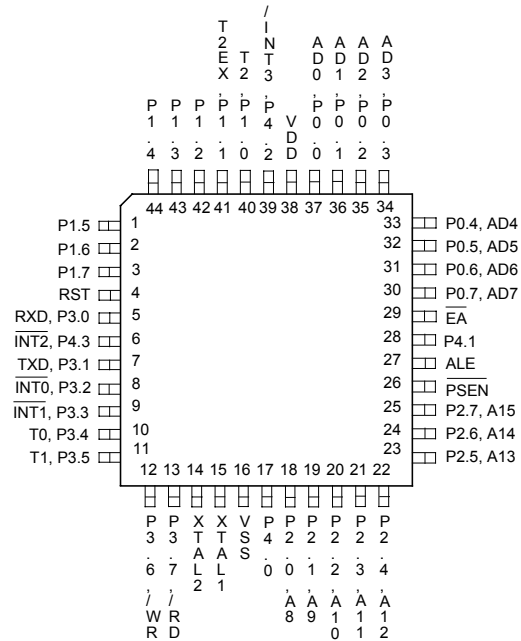 T2EX,P1.1
T2,P1.0
/INT3,P4.2
AD0,P0.0
AD1,P0.1
AD2,P0.2
AD3,P0.3
P1.4
P1.3
P1.2
VDD
44 43 42 41 40 39 38 37 36 35 34
P1.5 1
P1.6 2
P1.7 3
RST 4
RXD, P3.0 5
INT2, P4.3 6
TXD, P3.1 7
INT0, P3.2 8
INT1, P3.3 9
T0, P3.4 10
T1, P3.5 11
33 P0.4, AD4
32 P0.5, AD5
31 P0.6, AD6
30 P0.7, AD7
29 EA
28 P4.1
27 ALE
26 PSEN
25 P2.7, A15
24 P2.6, A14
23 P2.5, A13
12 13 14 15 16 17 18 19 20 21 22
P3.6,/WR
P3.7,/RD
XTAL2
XTAL1
VSS
P4.0
P2.0,A8
P2.1,A9
P2.2,A10
P2.3,A11
P2.4,A12